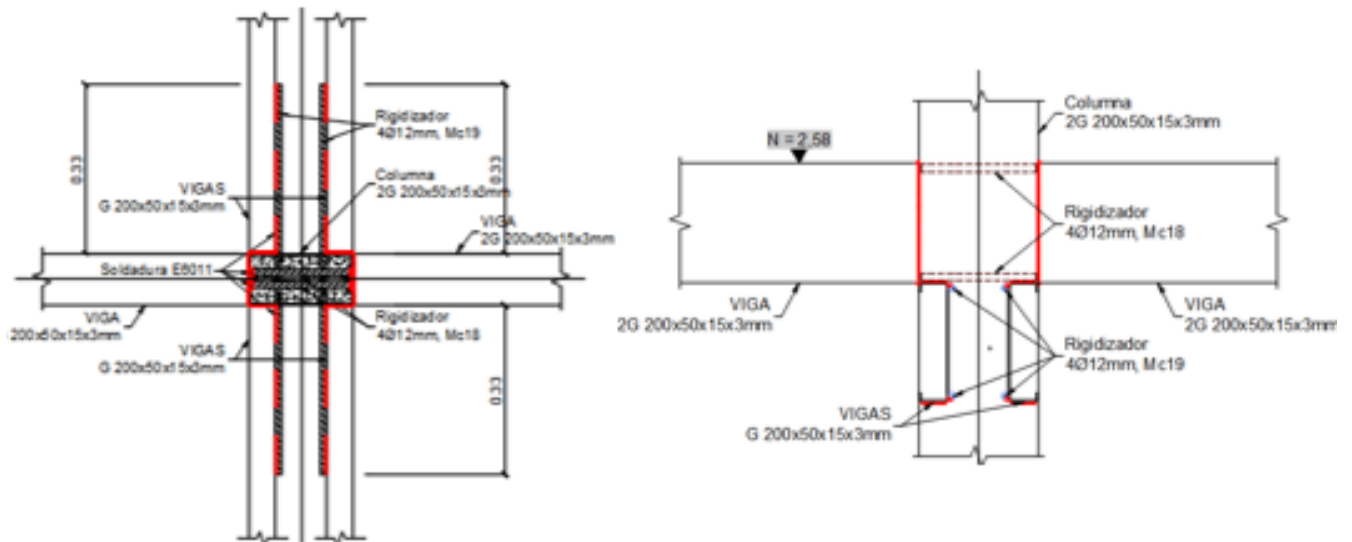 Rigidizador
4Ø12mm, Mc19
0.33
0.33
Columna
2G 200x50x15x3mm
VIGAS
G 200x50x15x3mm
VIGA
2G 200x50x15x3mm
Soldadura E6011
VIGA
200x50x15x3mm
Rigidizador
4Ø12mm, Mc18
VIGAS
G 200x50x15x3mm
0.33
Columna
2G 200x50x15x3mm
N = 2,58
Rigidizador
4Ø12mm, Mc18
VIGA
2G 200x50x15x3mm
VIGA
2G 200x50x15x3mm
Rigidizador
4Ø12mm, Mc19
VIGAS
G 200x50x15x3mm